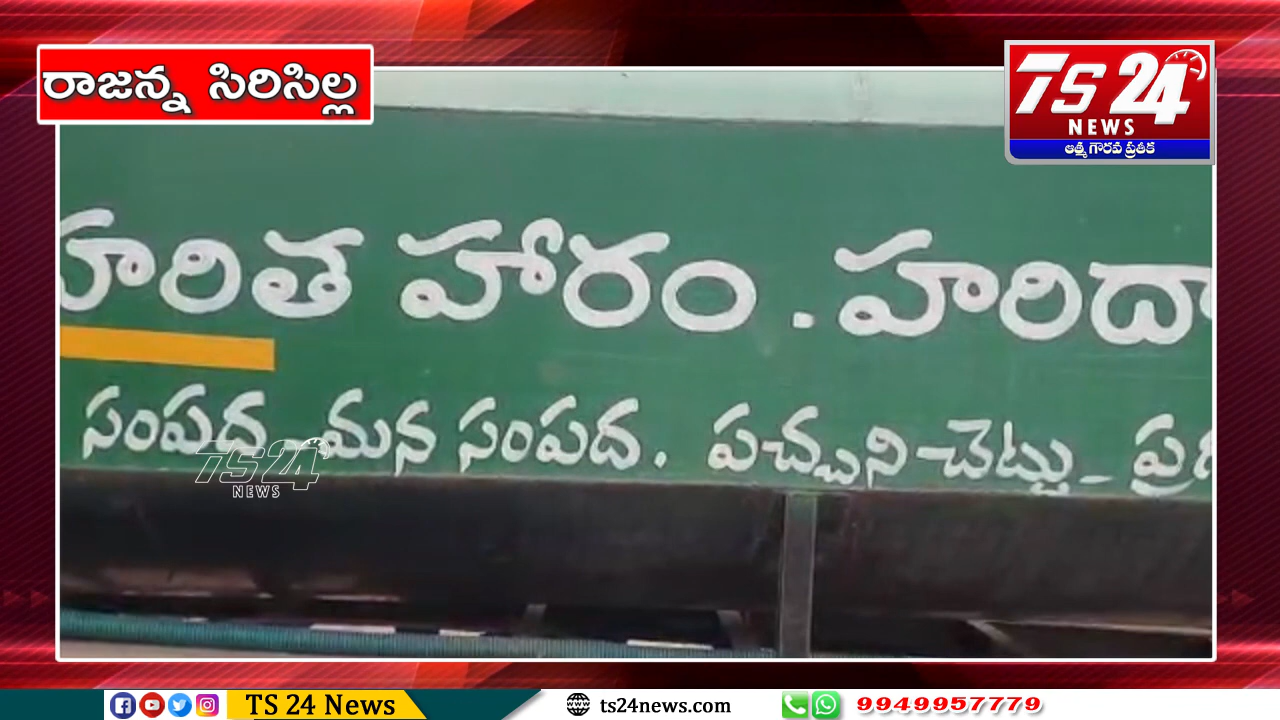 రాజన్న సిరిసిల్ల
TS 24
NEWS
ఆత్మ గౌరవ ప్రతీక
హరిత హారం . హరిదా
సంపద మన సంపద. పచ్చని చెట్టు - ప్రగ
TS 24
NEWS
TS 24 News
ts24news.com
9949957779